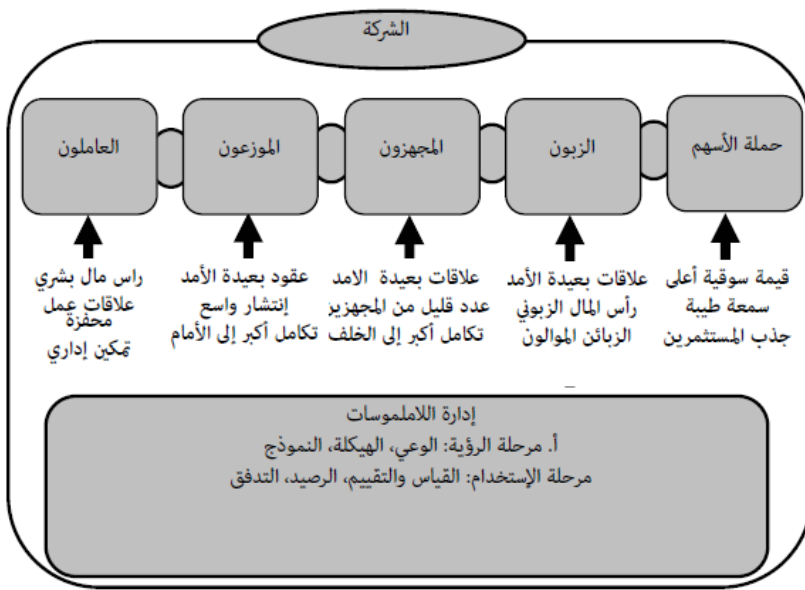 الشركة
حملة الأسهم
الزبون
المجهزون
الموزعون
العاملون
قيمة سوقية أعلى
سمعة طيبة
جذب المستثمرين
علاقات بعيدة الأمد
رأس المال الزبوني
الزبائن الموالون
علاقات بعيدة الامد
عدد قليل من المجهزين
تكامل أكبر إلى الخلف
عقود بعيدة الأمد
إنتشار واسع
تكامل أكبر إلى الأمام
راس مال بشري
علاقات عمل
محفزة
تمكين إداري
إدارة اللاملموسات
أ. مرحلة الرؤية: الوعي، الهيكلة، النموذج
مرحلة الإستخدام: القياس والتقييم، الرصيد، التدفق